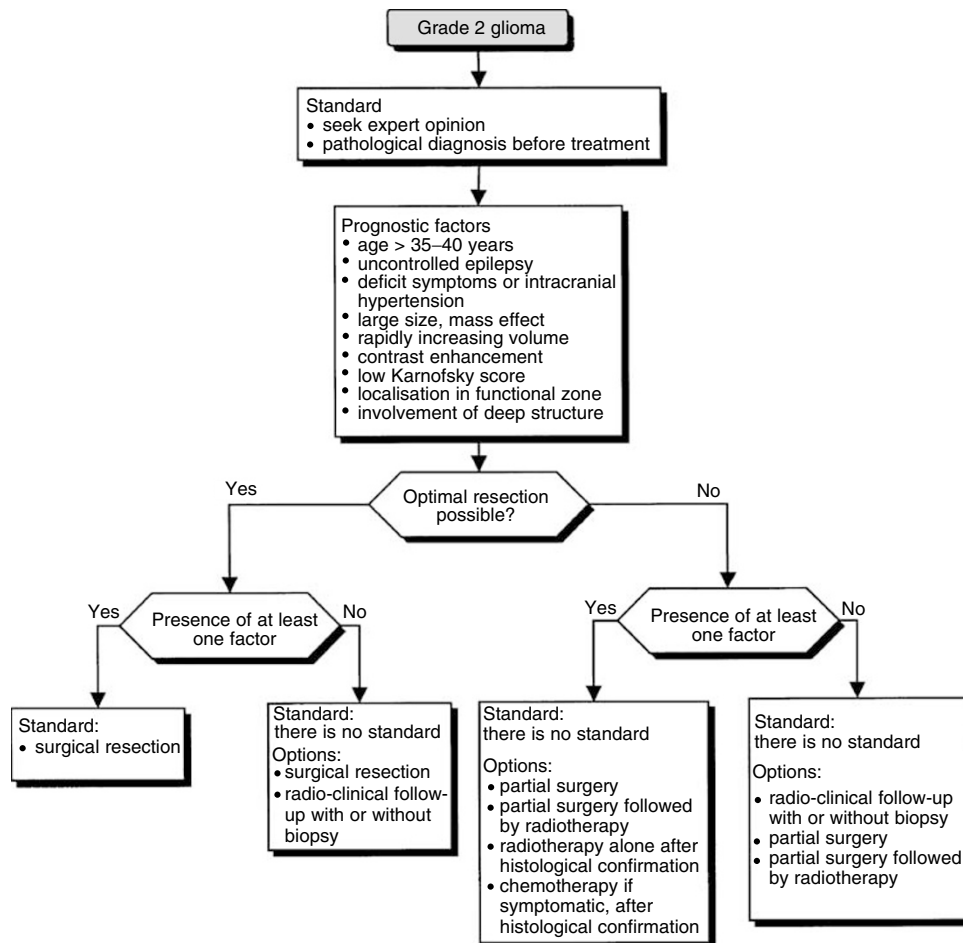 Grade 2 glioma
Standard
• seek expert opinion
• pathological diagnosis before treatment
Prognostic factors
• age > 35–40 years
• uncontrolled epilepsy
• deficit symptoms or intracranial
hypertension
• large size, mass effect
• rapidly increasing volume
• contrast enhancement
• low Karnofsky score
• localisation in functional zone
• involvement of deep structure
Yes
Optimal resection
possible?
No
Yes
Presence of at least
one factor
No
Yes
Presence of at least
one factor
No
Standard:
• surgical resection
Standard:
there is no standard
Options:
• surgical resection
• radio-clinical follow-
up with or without
biopsy
Standard:
there is no standard
Options:
• partial surgery
• partial surgery followed
by radiotherapy
• radiotherapy alone after
histological confirmation
• chemotherapy if
symptomatic, after
histological confirmation
Standard:
there is no standard
Options:
• radio-clinical follow-up
with or without biopsy
• partial surgery
• partial surgery followed
by radiotherapy